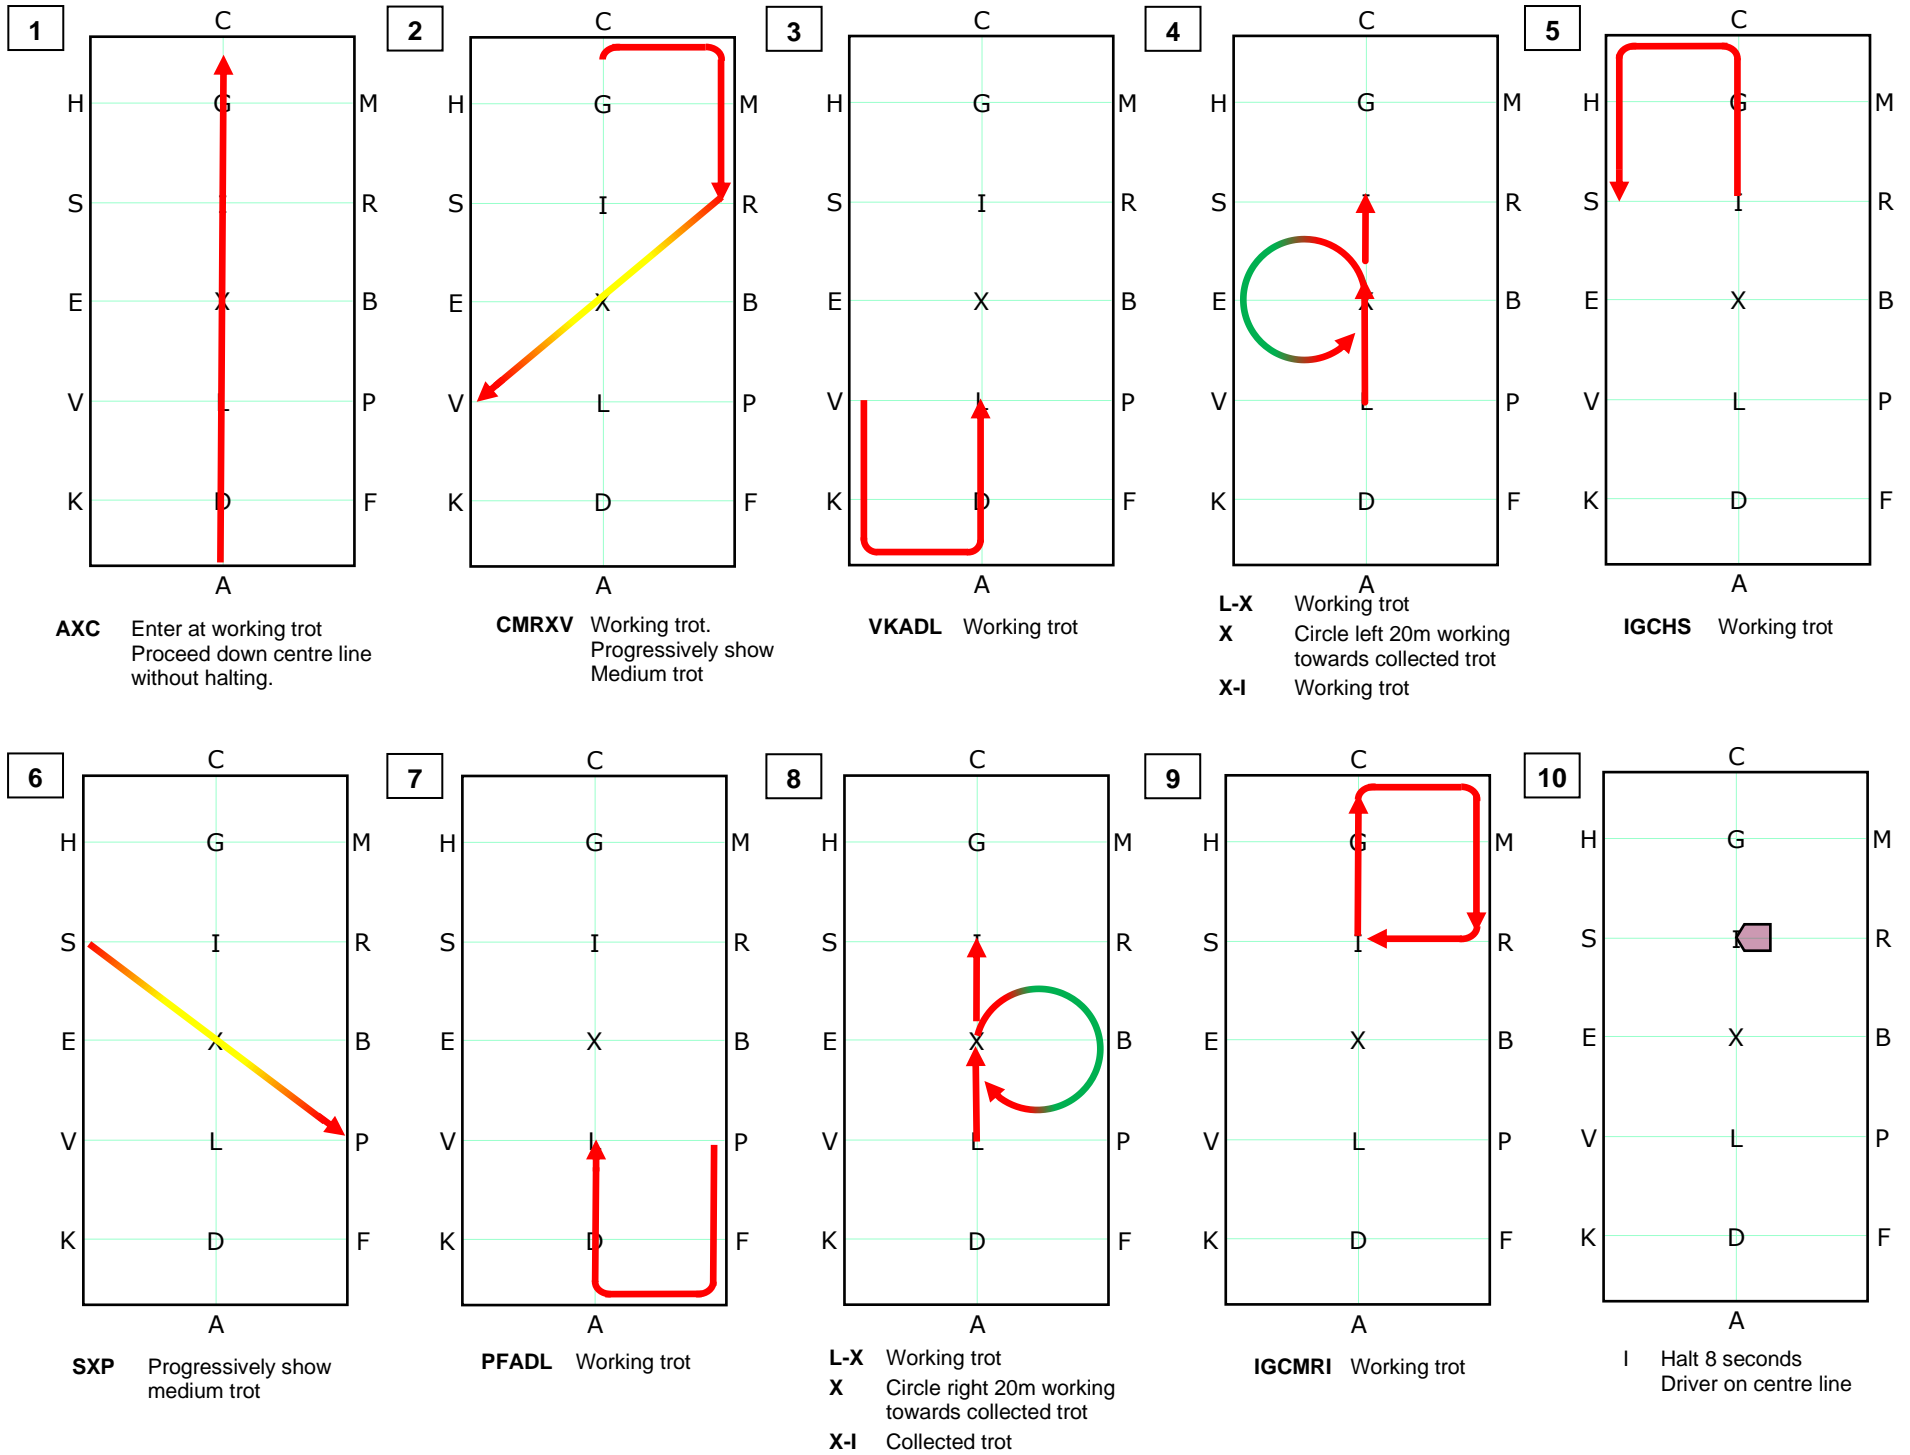 1
C
H G M
S I R
E X B
V L P
K D F
A
AXC Enter at working trot
Proceed down centre line
without halting.
2
C
H G M
S I R
E X B
V L P
K D F
A
CMRXV Working trot.
Progressively show
Medium trot
3
C
H G M
S I R
E X B
V L P
K D F
A
VKADL Working trot
4
C
H G M
S I R
E X B
V L P
K D F
A
L-X Working trot
X Circle left 20m working
towards collected trot
X-I Working trot
5
C
H G M
S I R
E X B
V L P
K D F
A
IGCHS Working trot
6
C
H G M
S I R
E X B
V L P
K D F
A
SXP Progressively show
medium trot
7
C
H G M
S I R
E X B
V L P
K D F
A
PFADL Working trot
8
C
H G M
S I R
E X B
V L P
K D F
A
L-X Working trot
X Circle right 20m working
towards collected trot
X-I Collected trot
9
C
H G M
S I R
E X B
V L P
K D F
A
IGCMRI Working trot
10
C
H G M
S I R
E X B
V L P
K D F
A
I Halt 8 seconds
Driver on centre line